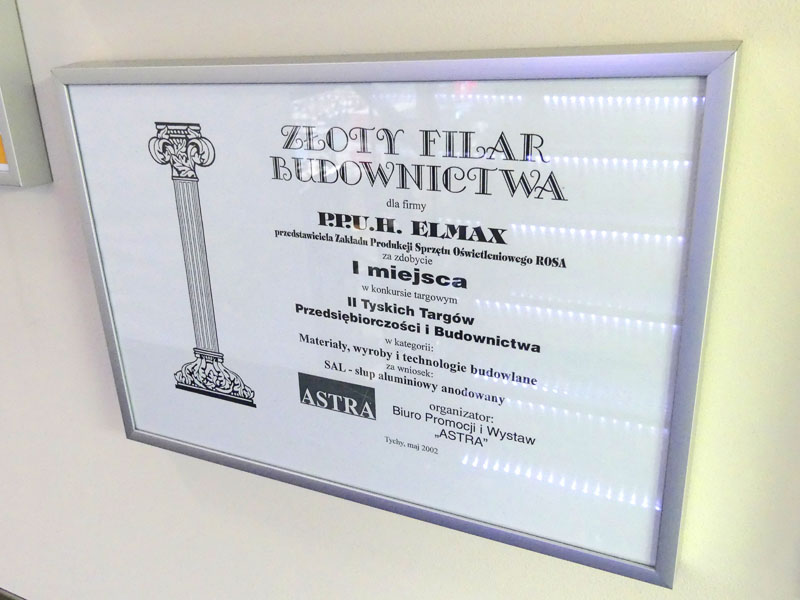 ZŁOTY FILAR
BUDOWNICTWA
dla firmy
P.P.U.H. ELMAX
przedstawiciela Zakładu Produkcji Sprzętu Oświetleniowego ROSA
za zdobycie
I miejsca
w konkursie targowym
II Tyskich Targów
Przedsiębiorczości i Budownictwa
w kategorii:
Materiały, wyroby i technologie budowlane
za wniosek:
SAL - słup aluminiowy anodowany
ASTRA
organizator:
Biuro Promocji i Wystaw
„ASTRA"
Tychy, maj 2002